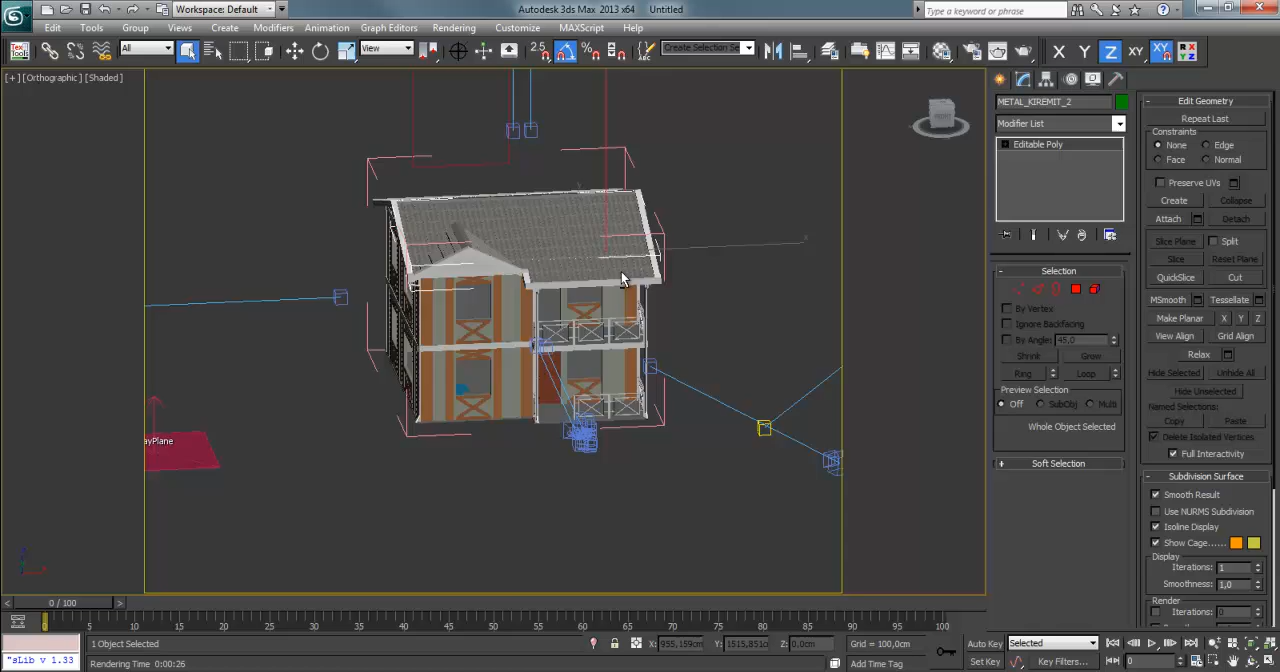 Workspace: Default
Autodesk 3ds Max 2013 x64 Untitled
Type a keyword or phrase
Edit Tools Group Views Create Modifiers Animation Graph Editors Rendering Customize MAXScript Help
All View 2.5 Create Selection Se X Y Z XY XY
[+] [Orthographic] [Shaded]
METAL_KIREMIT_2
Modifier List
Editable Poly
Selection
By Vertex
Ignore Backfacing
By Angle: 45,0
Shrink Grow
Ring Loop
Preview Selection
Off SubObj Multi
Whole Object Selected
Soft Selection
Edit Geometry
Repeat Last
Constraints
None Edge
Face Normal
Preserve UVs
Create Collapse
Attach Detach
Slice Plane Split
Slice Reset Plane
QuickSlice Cut
MSmooth Tessellate
Make Planar X Y Z
View Align Grid Align
Relax
Hide Selected Unhide All
Hide Unselected
Named Selections:
Copy Paste
Delete Isolated Vertices
Full Interactivity
Subdivision Surface
Smooth Result
Use NURMS Subdivision
Isoline Display
Show Cage......
Display
Iterations: 1
Smoothness: 1,0
Render
Iterations: 0
ayPlane
FRONT
x
0 / 100
0 5 10 15 20 25 30 35 40 45 50 55 60 65 70 75 80 85 90 95 100
1 Object Selected
X: 955,159cm Y: 1515,851c Z: 0,0cm
Grid = 100,0cm
Auto Key Selected
"sLib v 1.33
Rendering Time 0:00:26
Add Time Tag
Set Key Key Filters... 0